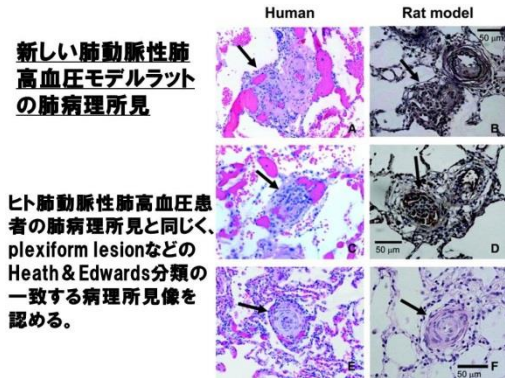 新しい肺動脈性肺
高血圧モデルラット
の肺病理所見
ヒト肺動脈性肺高血圧患
者の肺病理所見と同じく、
plexiform lesionなどの
Heath＆Edwards分類の
一致する病理所見像を
認める。
Human
Rat model
A
50 μm
B
C
50 μm
D
E
F
50 μm